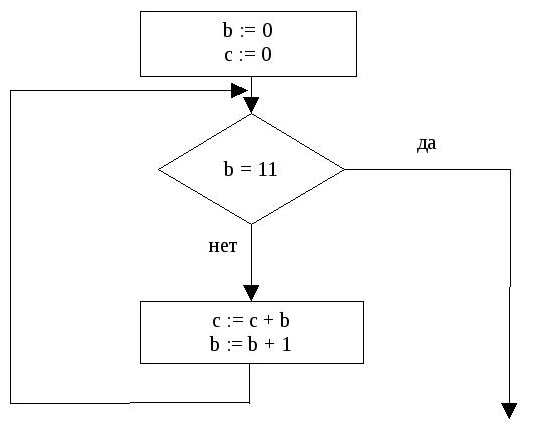 b := 0
c := 0
b = 11
да
нет
c := c + b
b := b + 1